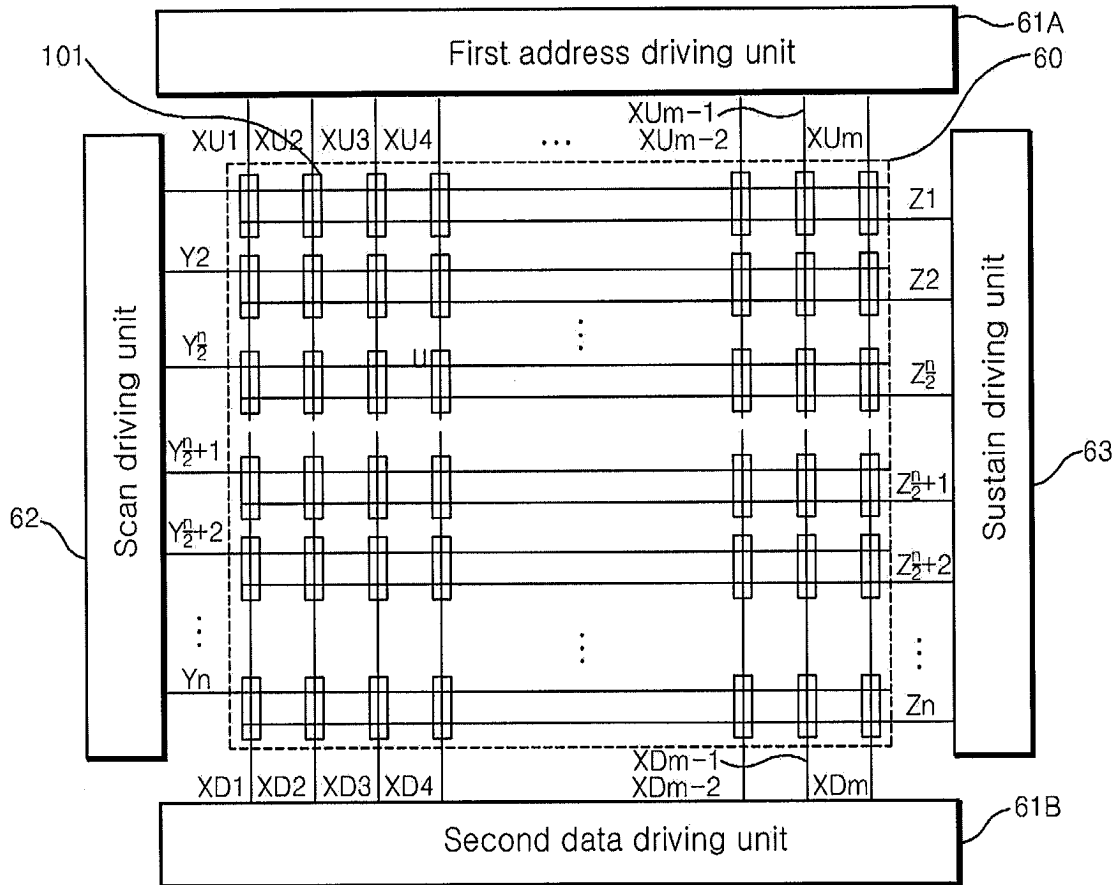 61A
First address driving unit
101
60
XU1 XU2 XU3 XU4 ... XUm-2 XUm-1 XUm
Z1
Y2
Z2
Scan driving unit
Sustain driving unit
Yn/2
U
Zn/2
Yn/2+1
Zn/2+1
63
62
Yn/2+2
Zn/2+2
Yn
Zn
XD1 XD2 XD3 XD4 XDm-2 XDm-1 XDm
61B
Second data driving unit